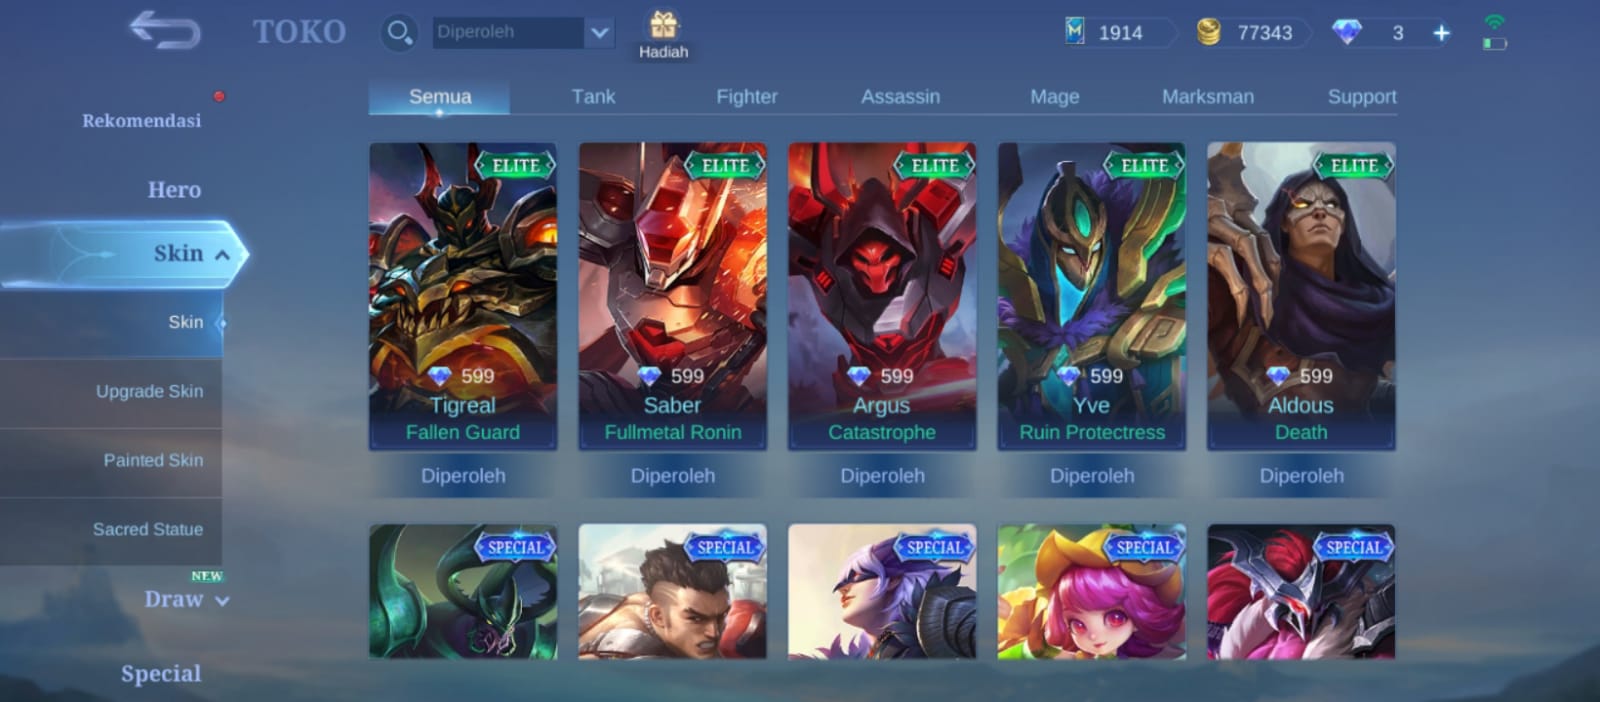 TOKO
Diperoleh
Hadiah
1914
77343
3
Rekomendasi
Hero
Skin
Skin
Upgrade Skin
Painted Skin
Sacred Statue
NEW
Draw
Special
Semua
Tank
Fighter
Assassin
Mage
Marksman
Support
ELITE
599
Tigreal
Fallen Guard
Diperoleh
ELITE
599
Saber
Fullmetal Ronin
Diperoleh
ELITE
599
Argus
Catastrophe
Diperoleh
ELITE
599
Yve
Ruin Protectress
Diperoleh
ELITE
599
Aldous
Death
Diperoleh
SPECIAL
SPECIAL
SPECIAL
SPECIAL
SPECIAL